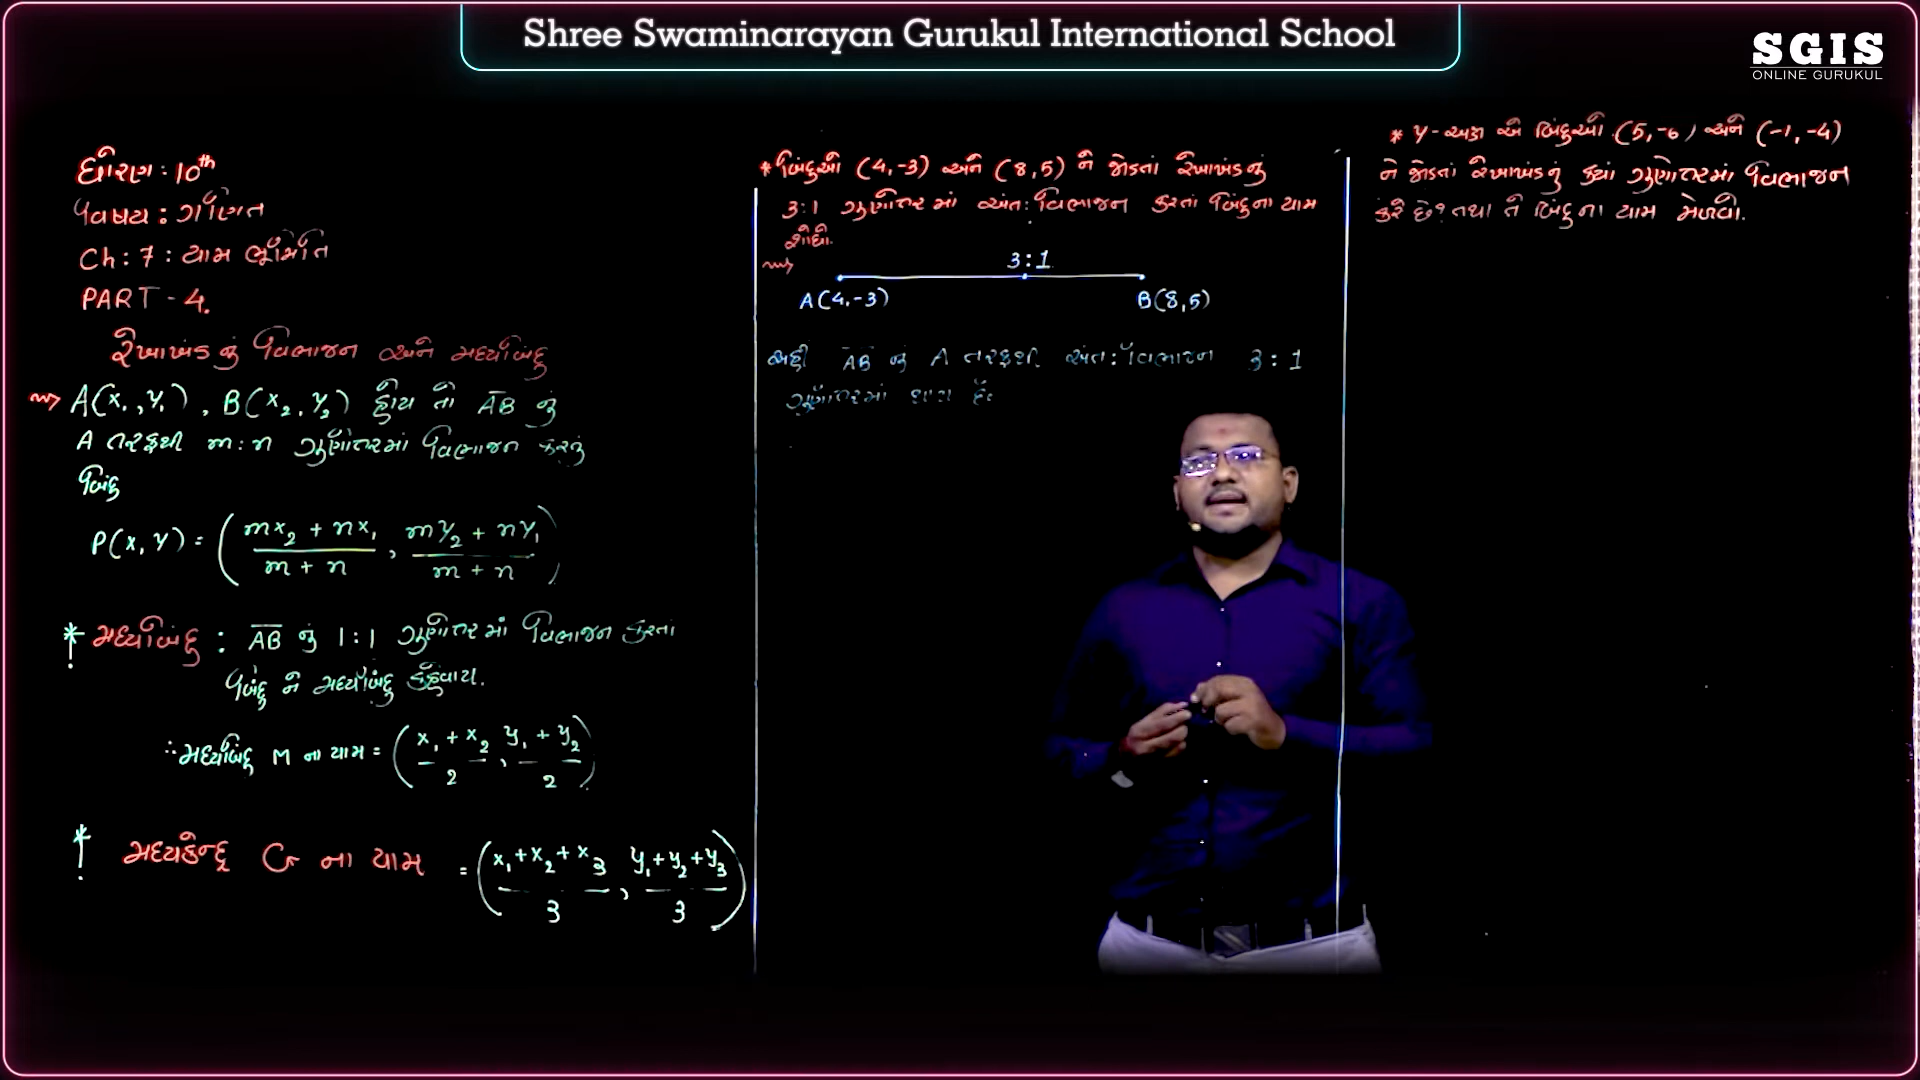 Shree Swaminarayan Gurukul International School
SGIS
ONLINE GURUKUL
ધોરણ : 10th
વિષય : ગણિત
Ch : 7 : યામ ભૂમિતિ
PART - 4.
રેખાખંડનું વિભાજન અને મધ્યબિંદુ
A(x₁, y₁) , B(x₂, y₂) હોય તો AB નું
A તરફથી m : n ગુણોત્તરમાં વિભાજન કરતું
બિંદુ
P(x, y) = ( mx₂ + nx₁ / m + n , my₂ + ny₁ / m + n )
* મધ્યબિંદુ : AB નું 1 : 1 ગુણોત્તરમાં વિભાજન કરતાં
બિંદુ ને મધ્યબિંદુ કહેવાય.
∴ મધ્યબિંદુ M ના યામ = ( x₁ + x₂ / 2 , y₁ + y₂ / 2 )
* મધ્યકેન્દ્ર G ના યામ = ( x₁ + x₂ + x₃ / 3 , y₁ + y₂ + y₃ / 3 )
* બિંદુઓ (4, -3) અને (8, 5) ને જોડતાં રેખાખંડનું
3:1 ગુણોત્તરમાં અંત:વિભાજન કરતાં બિંદુના યામ
શોધો.
3 : 1
A(4, -3) B(8, 5)
અહીં AB નું A તરફથી અંત:વિભાજન 3 : 1
ગુણોત્તરમાં થાય છે.
* y - અક્ષ એ બિંદુઓ (5, -6) અને (-1, -4)
ને જોડતાં રેખાખંડનું કયાં ગુણોત્તરમાં વિભાજન
કરે છે? તથા તે બિંદુના યામ મેળવો.